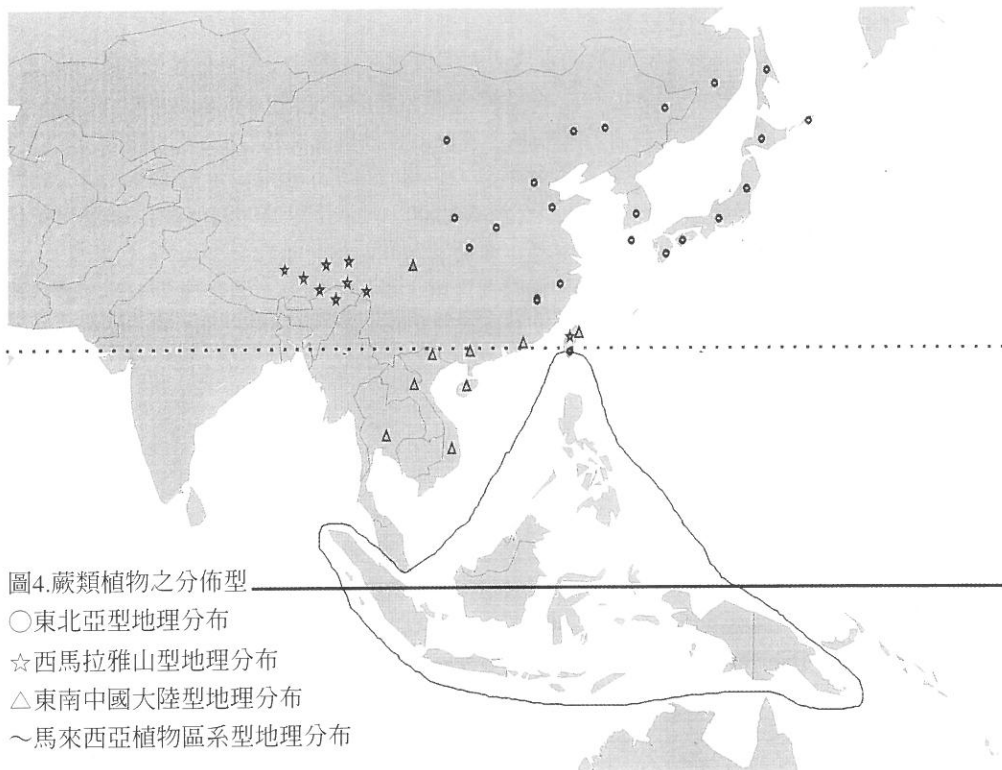 圖4.蕨類植物之分佈型
○東北亞型地理分布
☆西馬拉雅山型地理分布
△東南中國大陸型地理分布
～馬來西亞植物區系型地理分布